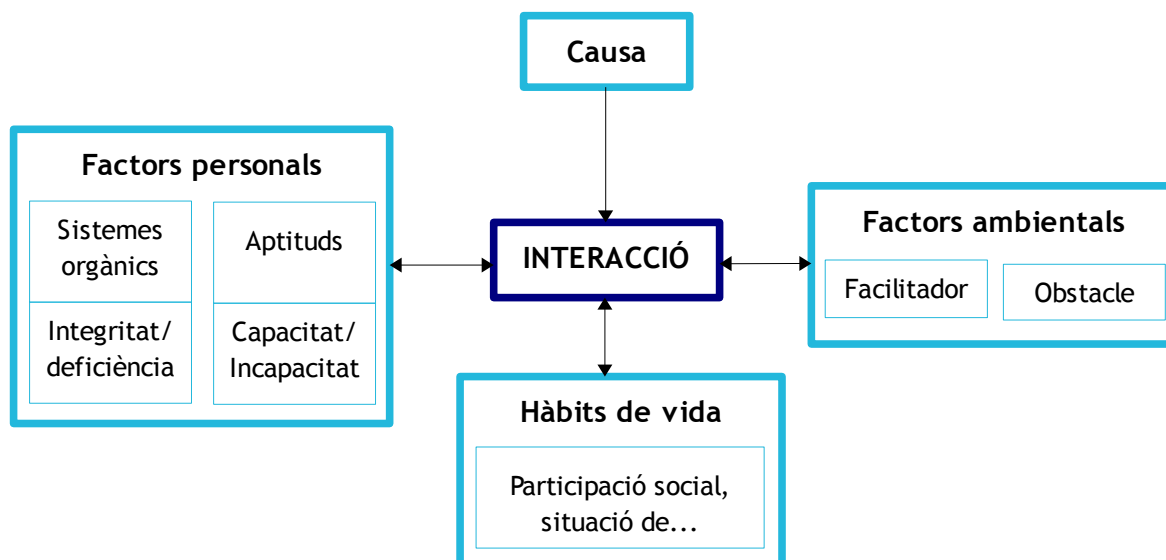 Causa
Factors personals
Sistemes
orgànics
Aptituds
Integritat/
deficiència
Capacitat/
Incapacitat
INTERACCIÓ
Factors ambientals
Facilitador
Obstacle
Hàbits de vida
Participació social,
situació de...